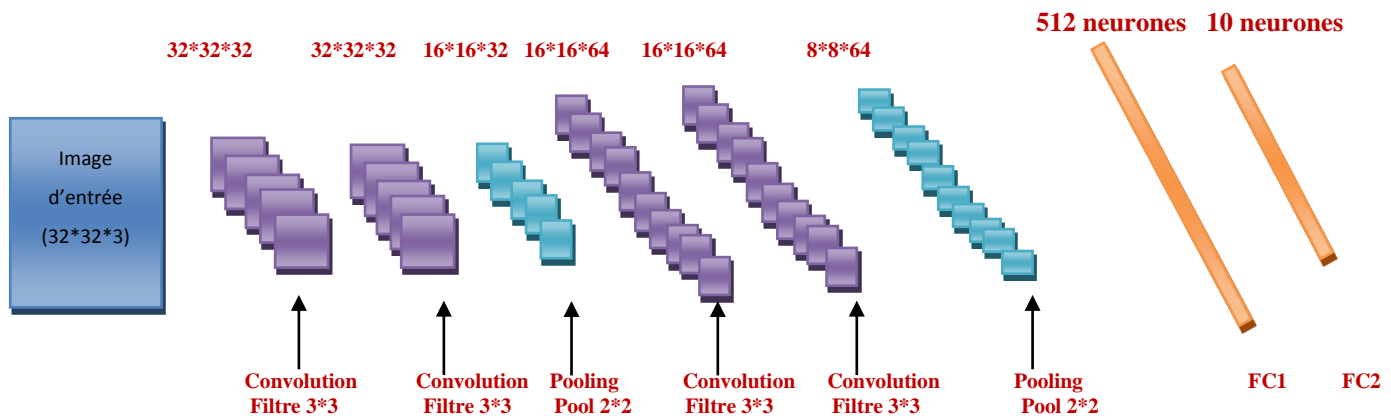 512 neurones 10 neurones
32*32*32 32*32*32 16*16*32 16*16*64 16*16*64 8*8*64
Image
d'entrée
(32*32*3)
Convolution Convolution Pooling Convolution Convolution Pooling FC1 FC2
Filtre 3*3 Filtre 3*3 Pool 2*2 Filtre 3*3 Filtre 3*3 Pool 2*2